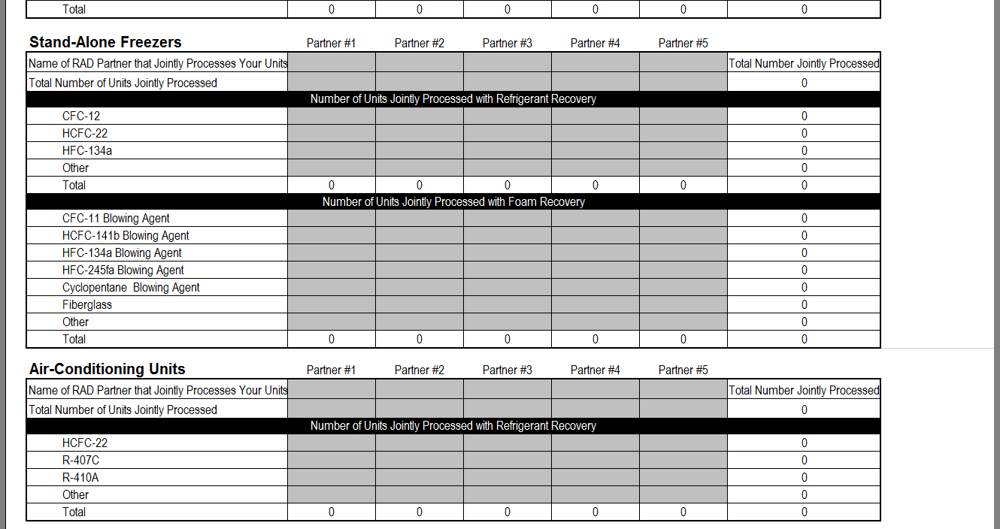 Total 0 0 0 0 0 0
Stand-Alone Freezers Partner #1 Partner #2 Partner #3 Partner #4 Partner #5
Name of RAD Partner that Jointly Processes Your Units Total Number Jointly Processed
Total Number of Units Jointly Processed 0
Number of Units Jointly Processed with Refrigerant Recovery
CFC-12 0
HCFC-22 0
HFC-134a 0
Other 0
Total 0 0 0 0 0 0
Number of Units Jointly Processed with Foam Recovery
CFC-11 Blowing Agent 0
HCFC-141b Blowing Agent 0
HFC-134a Blowing Agent 0
HFC-245fa Blowing Agent 0
Cyclopentane  Blowing Agent 0
Fiberglass 0
Other 0
Total 0 0 0 0 0 0
Air-Conditioning Units Partner #1 Partner #2 Partner #3 Partner #4 Partner #5
Name of RAD Partner that Jointly Processes Your Units Total Number Jointly Processed
Total Number of Units Jointly Processed 0
Number of Units Jointly Processed with Refrigerant Recovery
HCFC-22 0
R-407C 0
R-410A 0
Other 0
Total 0 0 0 0 0 0